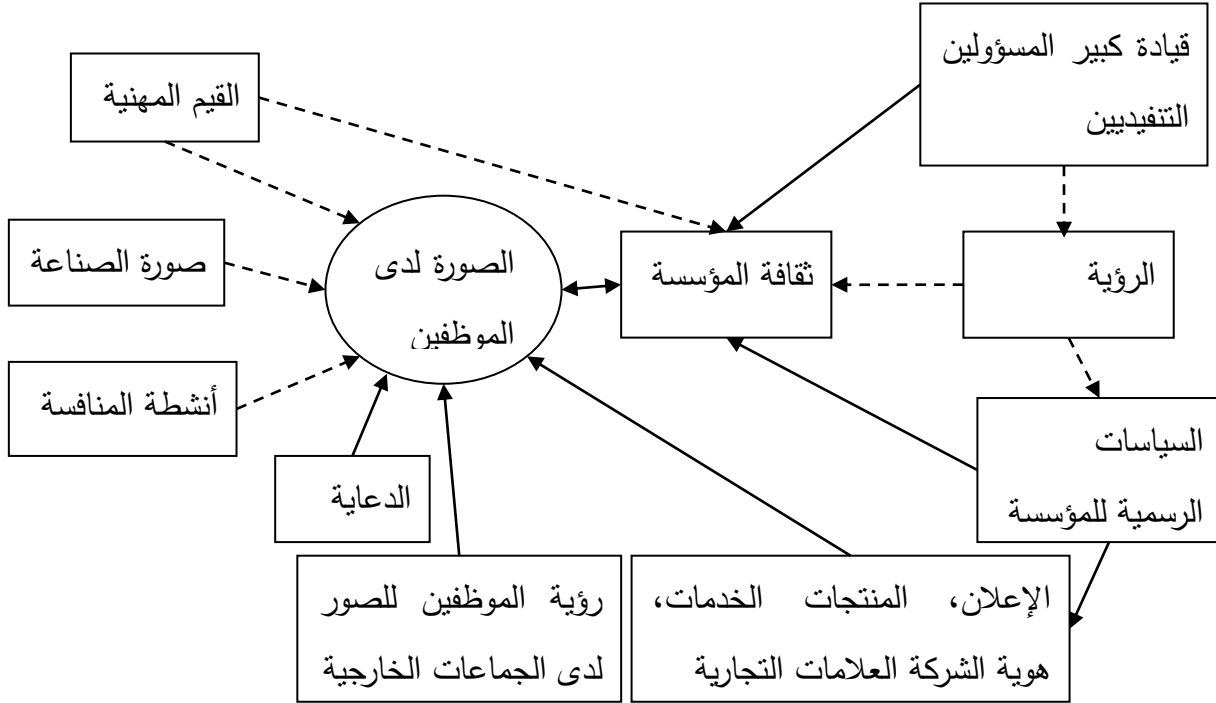 قيادة كبير المسؤولين
التنفيديين
القيم المهنية
صورة الصناعة
الصورة لدى
الموظفين
ثقافة المؤسسة
الرؤية
أنشطة المنافسة
السياسات
الرسمية للمؤسسة
الدعاية
الإعلان، المنتجات الخدمات،
هوية الشركة العلامات التجارية
رؤية الموظفين للصور
لدى الجماعات الخارجية